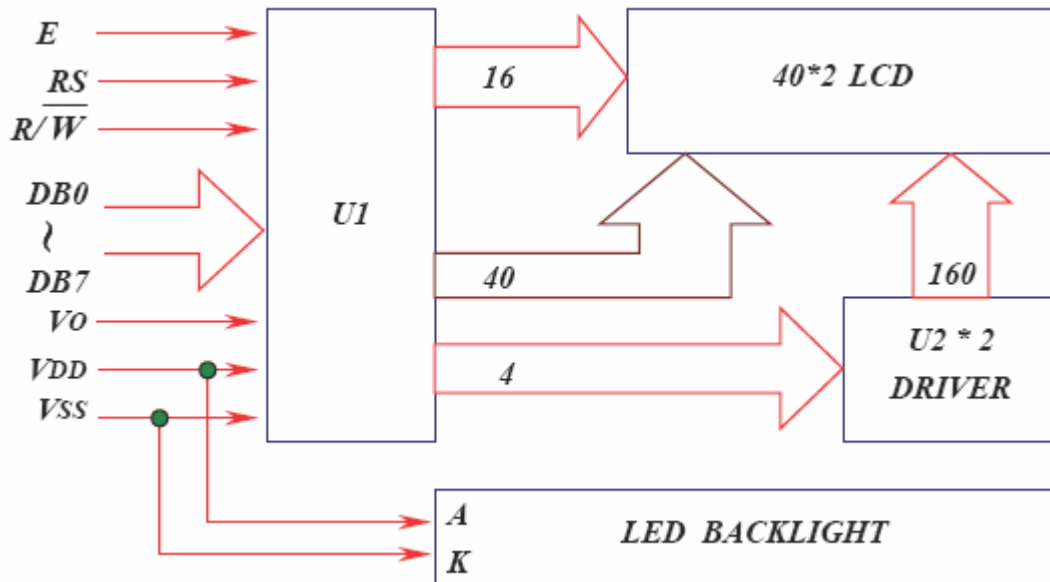 E
RS
R/W̅
DB0
~
DB7
VO
VDD
VSS
U1
16
40
4
40*2 LCD
160
U2 * 2
DRIVER
A
K
LED BACKLIGHT